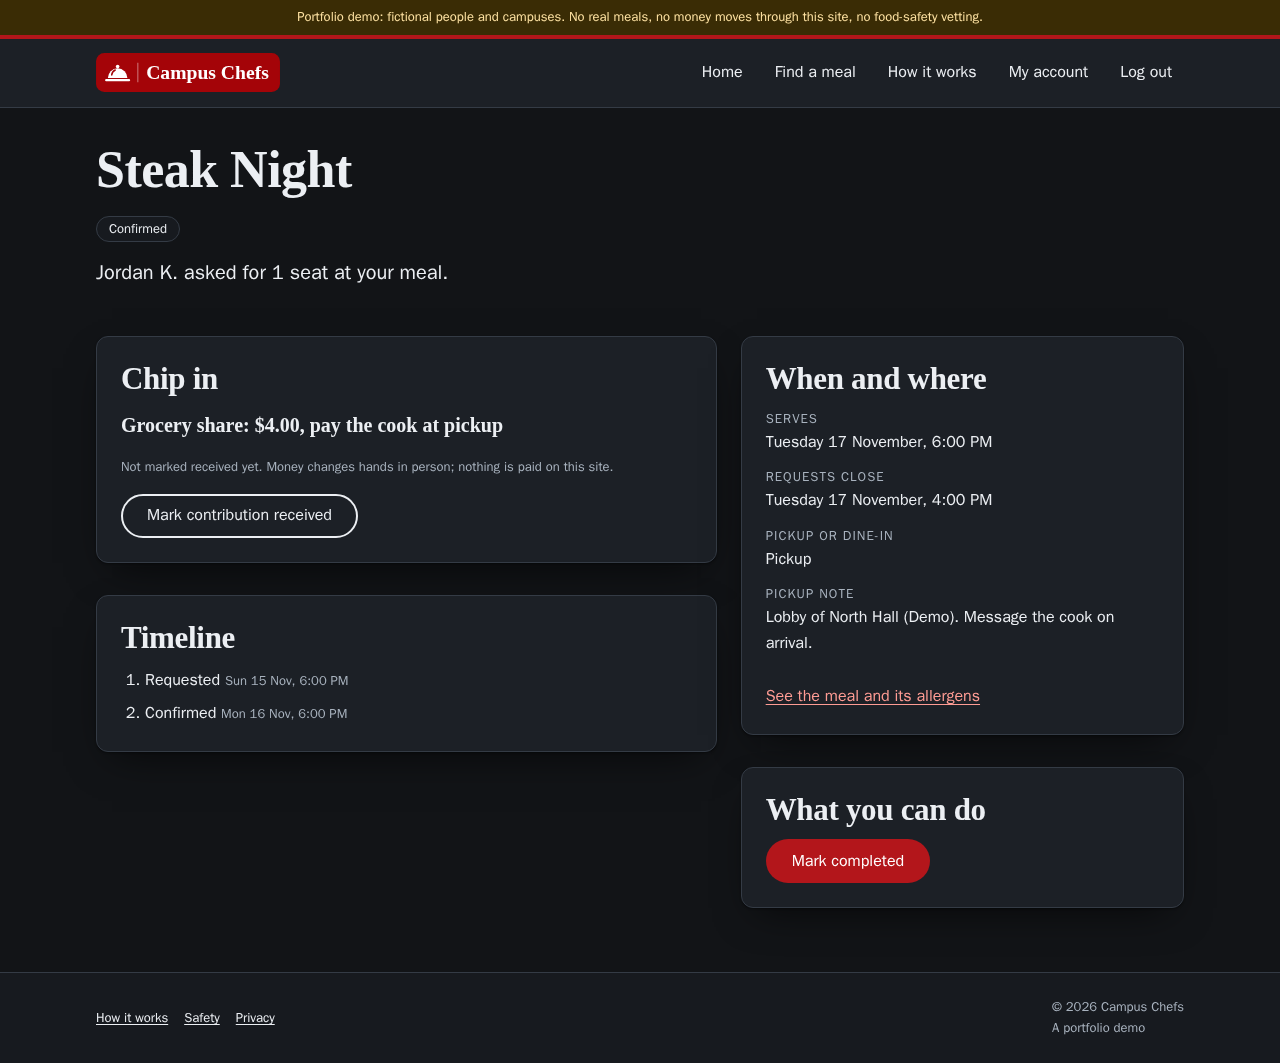 Portfolio demo: fictional people and campuses. No real meals, no money moves through this site, no food-safety vetting.
Campus Chefs
Home
Find a meal
How it works
My account
Log out
Steak Night
Confirmed
Jordan K. asked for 1 seat at your meal.
Chip in
Grocery share: $4.00, pay the cook at pickup
Not marked received yet. Money changes hands in person; nothing is paid on this site.
Mark contribution received
Timeline
1. Requested Sun 15 Nov, 6:00 PM
2. Confirmed Mon 16 Nov, 6:00 PM
When and where
SERVES
Tuesday 17 November, 6:00 PM
REQUESTS CLOSE
Tuesday 17 November, 4:00 PM
PICKUP OR DINE-IN
Pickup
PICKUP NOTE
Lobby of North Hall (Demo). Message the cook on
arrival.
See the meal and its allergens
What you can do
Mark completed
How it works
Safety
Privacy
© 2026 Campus Chefs
A portfolio demo